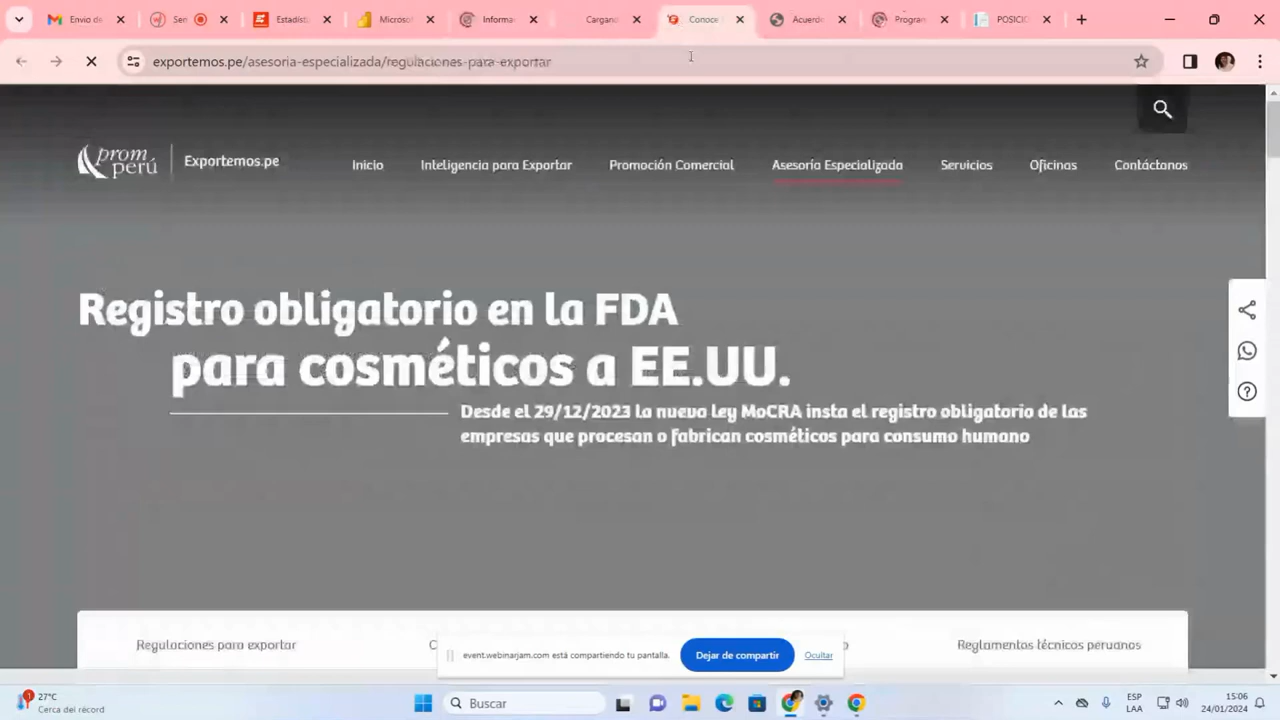 Envío de
Sen
Estadíst
Microsof
Informa
Cargand
Conoce
Acuerdo
Program
POSICIO
exportemos.pe/asesoria-especializada/regulaciones-para-exportar
prom
perú
Exportemos.pe
Inicio
Inteligencia para Exportar
Promoción Comercial
Asesoría Especializada
Servicios
Oficinas
Contáctanos
Registro obligatorio en la FDA
para cosméticos a EE.UU.
Desde el 29/12/2023 la nueva Ley MoCRA insta el registro obligatorio de las
empresas que procesan o fabrican cosméticos para consumo humano
Regulaciones para exportar
Reglamentos técnicos peruanos
event.webinarjam.com está compartiendo tu pantalla.
Dejar de compartir
Ocultar
27°C
Cerca del récord
Buscar
ESP
LAA
15:06
24/01/2024